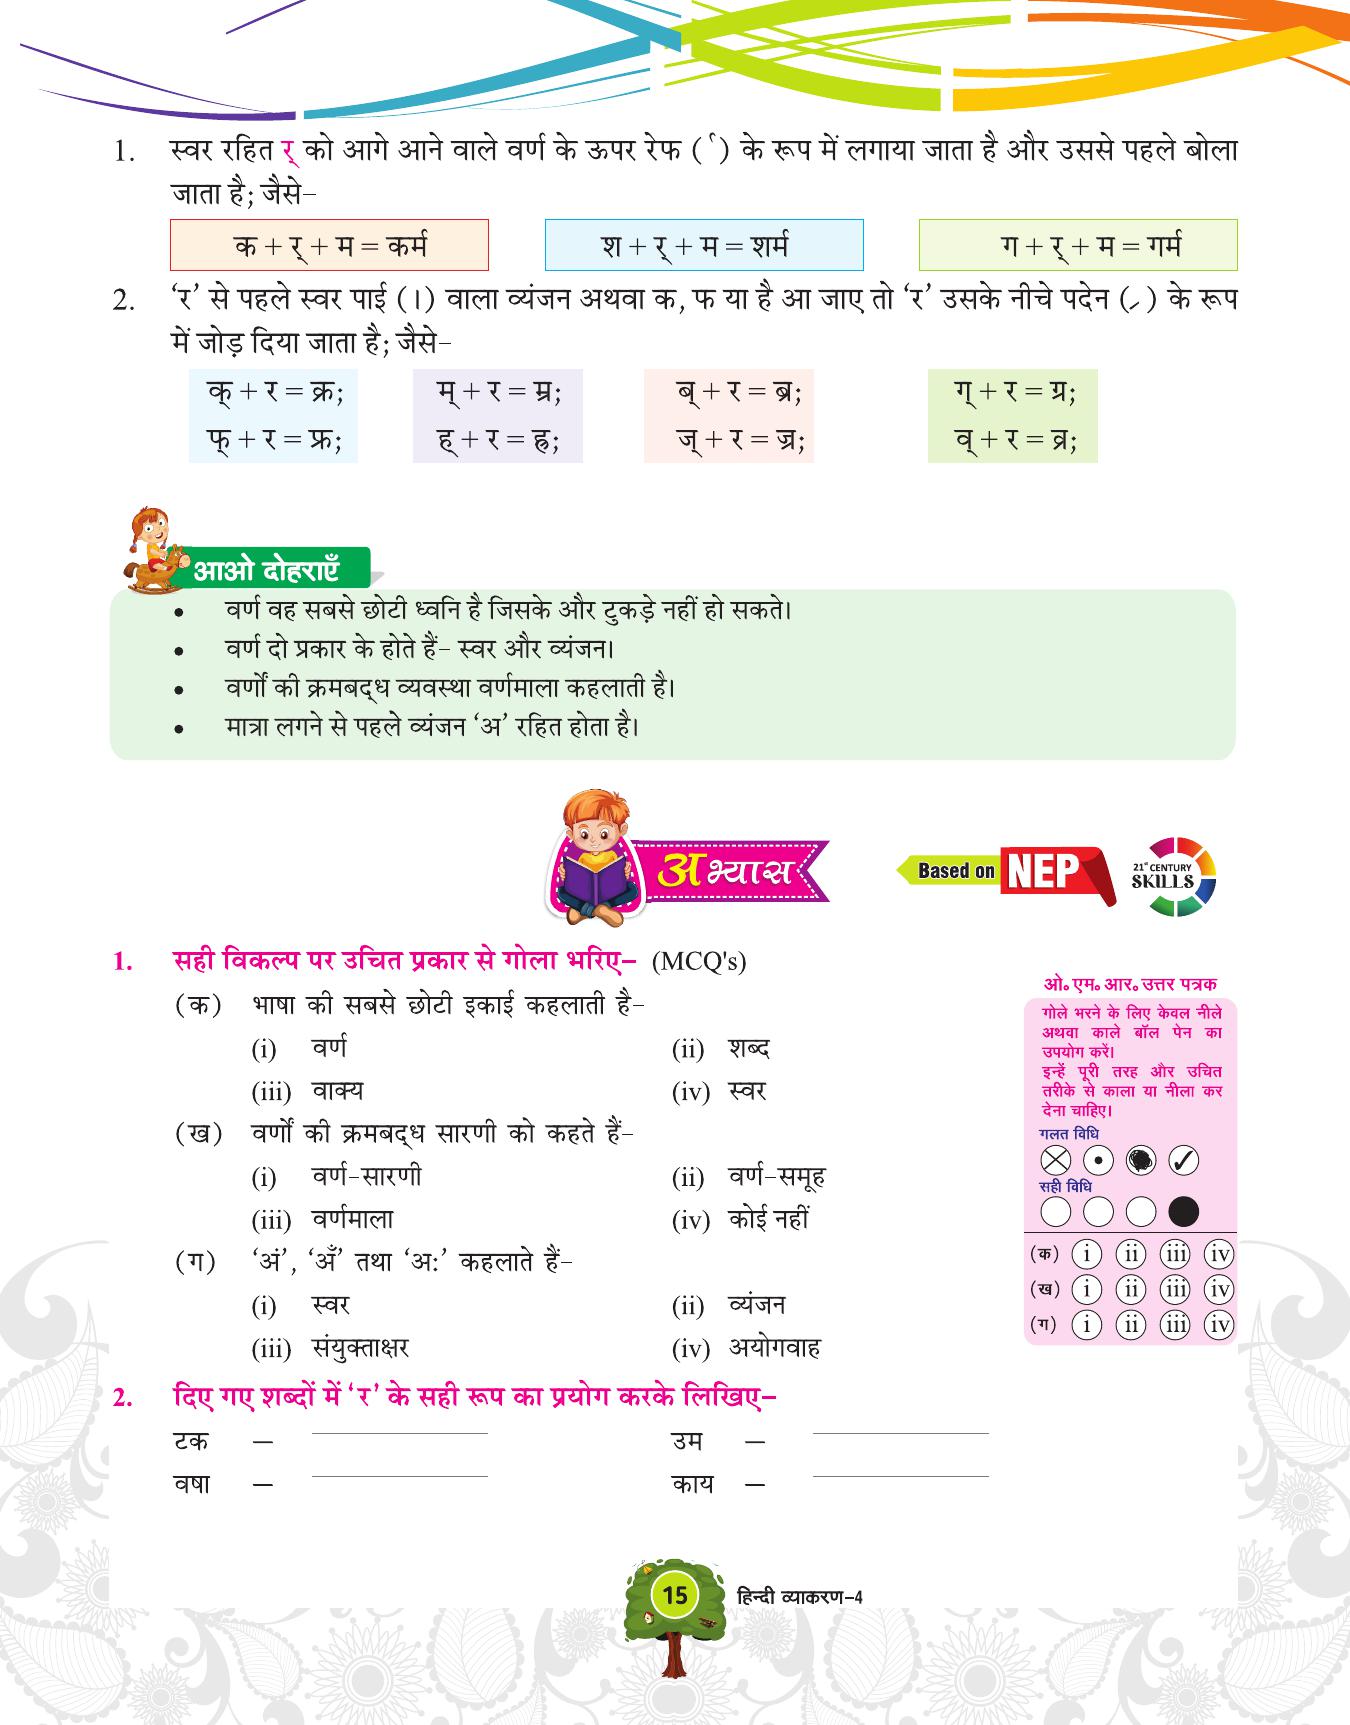 1. स्वर रहित र् को आगे आने वाले वर्ण के ऊपर रेफ (र्) के रूप में लगाया जाता है और उससे पहले बोला
जाता है; जैसे-
क + र् + म = कर्म श + र् + म = शर्म ग + र् + म = गर्म
2. ‘र’ से पहले स्वर पाई (।) वाला व्यंजन अथवा क, फ या है आ जाए तो ‘र’ उसके नीचे पदेन (्र) के रूप
में जोड़ दिया जाता है; जैसे-
क् + र = क्र; म् + र = म्र; ब् + र = ब्र; ग् + र = ग्र;
फ् + र = फ्र; ह् + र = ह्र; ज् + र = ज्र; व् + र = व्र;
आओ दोहराएँ
• वर्ण वह सबसे छोटी ध्वनि है जिसके और टुकड़े नहीं हो सकते।
• वर्ण दो प्रकार के होते हैं- स्वर और व्यंजन।
• वर्णों की क्रमबद्ध व्यवस्था वर्णमाला कहलाती है।
• मात्रा लगने से पहले व्यंजन ‘अ’ रहित होता है।
अभ्यास
Based on NEP
21st CENTURY
SKILLS
1. सही विकल्प पर उचित प्रकार से गोला भरिए- (MCQ's)
(क) भाषा की सबसे छोटी इकाई कहलाती है-
(i) वर्ण (ii) शब्द
(iii) वाक्य (iv) स्वर
(ख) वर्णों की क्रमबद्ध सारणी को कहते हैं-
(i) वर्ण-सारणी (ii) वर्ण-समूह
(iii) वर्णमाला (iv) कोई नहीं
(ग) ‘अं’, ‘अँ’ तथा ‘अ:’ कहलाते हैं-
(i) स्वर (ii) व्यंजन
(iii) संयुक्ताक्षर (iv) अयोगवाह
ओ॰ एम॰ आर॰ उत्तर पत्रक
गोले भरने के लिए केवल नीले
अथवा काले बॉल पेन का
उपयोग करें।
इन्हें पूरी तरह और उचित
तरीके से काला या नीला कर
देना चाहिए।
गलत विधि
सही विधि
(क) i ii iii iv
(ख) i ii iii iv
(ग) i ii iii iv
2. दिए गए शब्दों में ‘र’ के सही रूप का प्रयोग करके लिखिए-
टक — उम —
वषा — काय —
15 हिन्दी व्याकरण-4